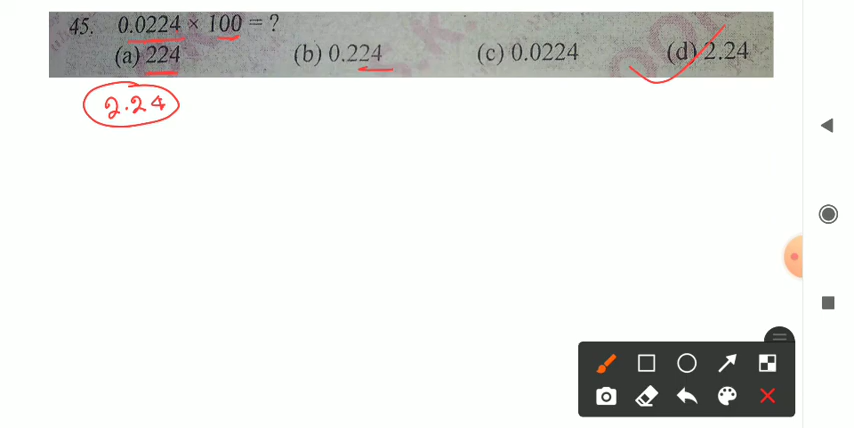 45. 0.0224 × 100 = ?
(a) 224 (b) 0.224 (c) 0.0224 (d) 2.24
2.24